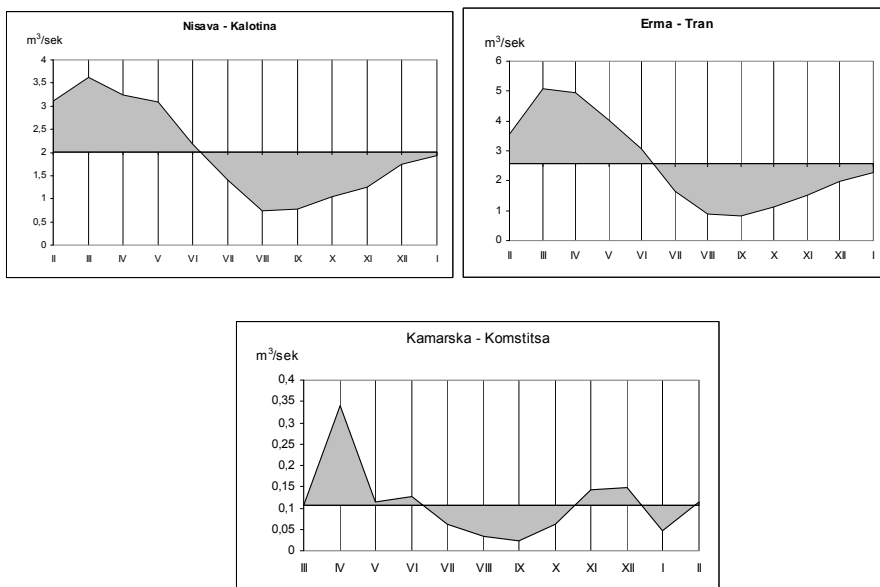 Nisava - Kalotina
m³/sek
4
3,5
3
2,5
2
1,5
1
0,5
0
II III IV V VI VII VIII IX X XI XII I
Erma - Tran
m³/sek
6
5
4
3
2
1
0
II III IV V VI VII VIII IX X XI XII I
Kamarska - Komstitsa
m³/sek
0,4
0,35
0,3
0,25
0,2
0,15
0,1
0,05
0
III IV V VI VII VIII IX X XI XII I II